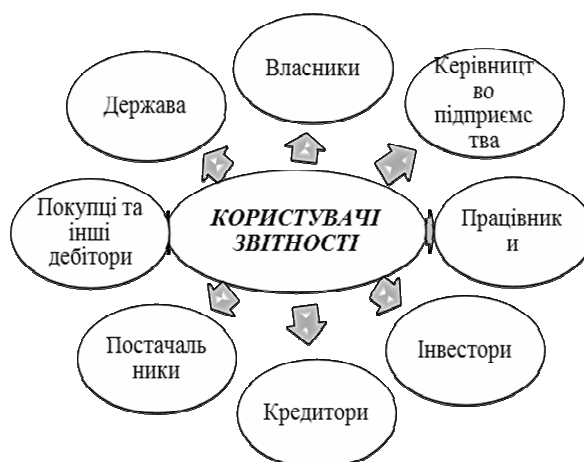 Власники
Керівницт
во
підприємс
тва
Держава
Покупці та
інші
дебітори
КОРИСТУВАЧІ
ЗВІТНОСТІ
Працівник
и
Постачаль
ники
Інвестори
Кредитори